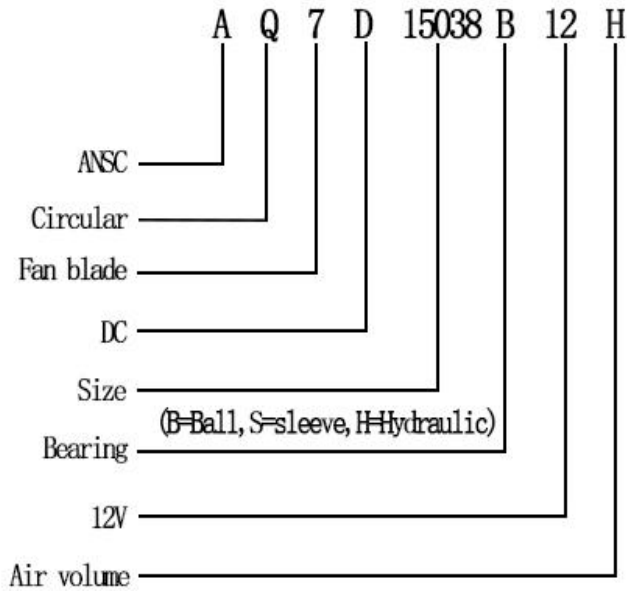 A Q 7 D 15038 B 12 H
ANSC
Circular
Fan blade
DC
Size
(B=Ball, S=sleeve, H=Hydraulic)
Bearing
12V
Air volume